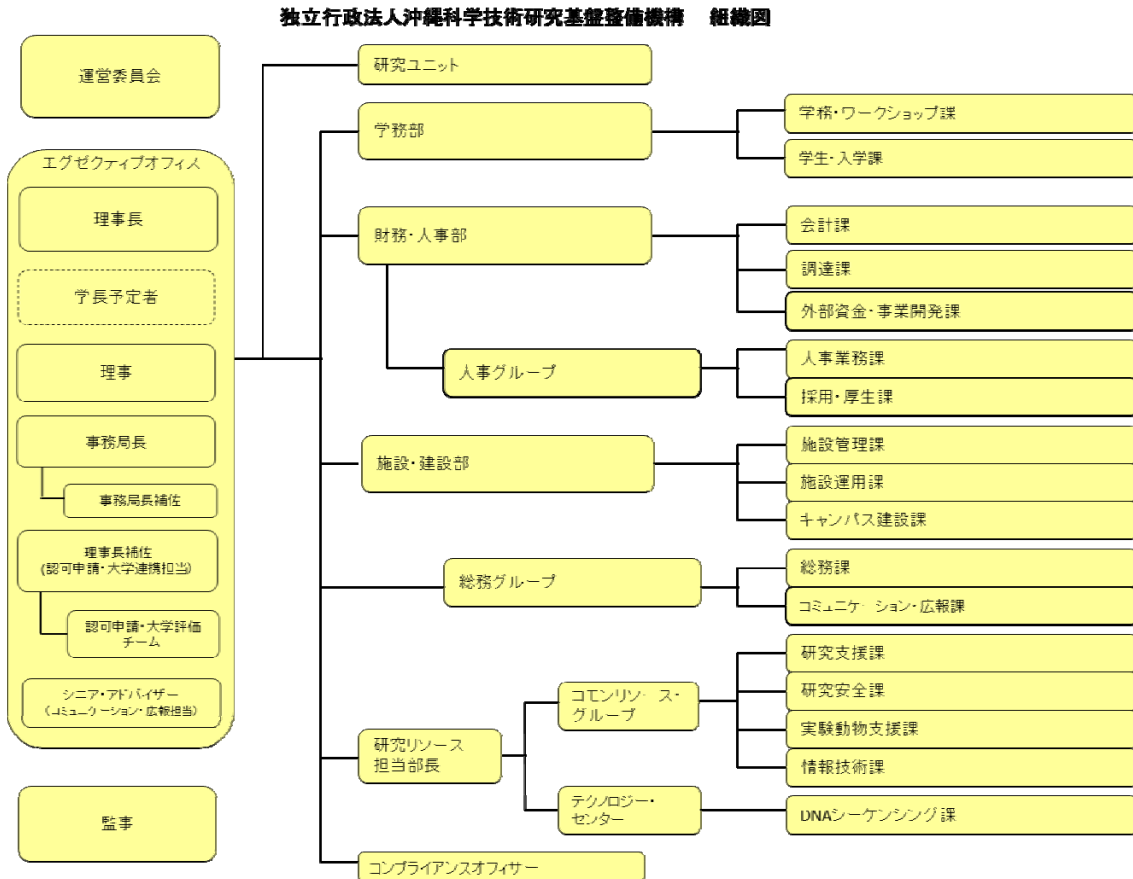 独立行政法人沖縄科学技術研究基盤整備機構 組織図
運営委員会
エグゼクティブオフィス
理事長
学長予定者
理事
事務局長
事務局長補佐
理事長補佐
(認可申請・大学連携担当)
認可申請・大学評価
チーム
シニア・アドバイザー
(コミュニケーション・広報担当)
監事
研究ユニット
学務部
学務・ワークショップ課
学生・入学課
財務・人事部
会計課
調達課
外部資金・事業開発課
人事グループ
人事業務課
採用・厚生課
施設・建設部
施設管理課
施設運用課
キャンパス建設課
総務グループ
総務課
コミュニケーション・広報課
研究リソース
担当部長
コモンリソース・
グループ
研究支援課
研究安全課
実験動物支援課
情報技術課
テクノロジー・
センター
DNAシーケンシング課
コンプライアンスオフィサー